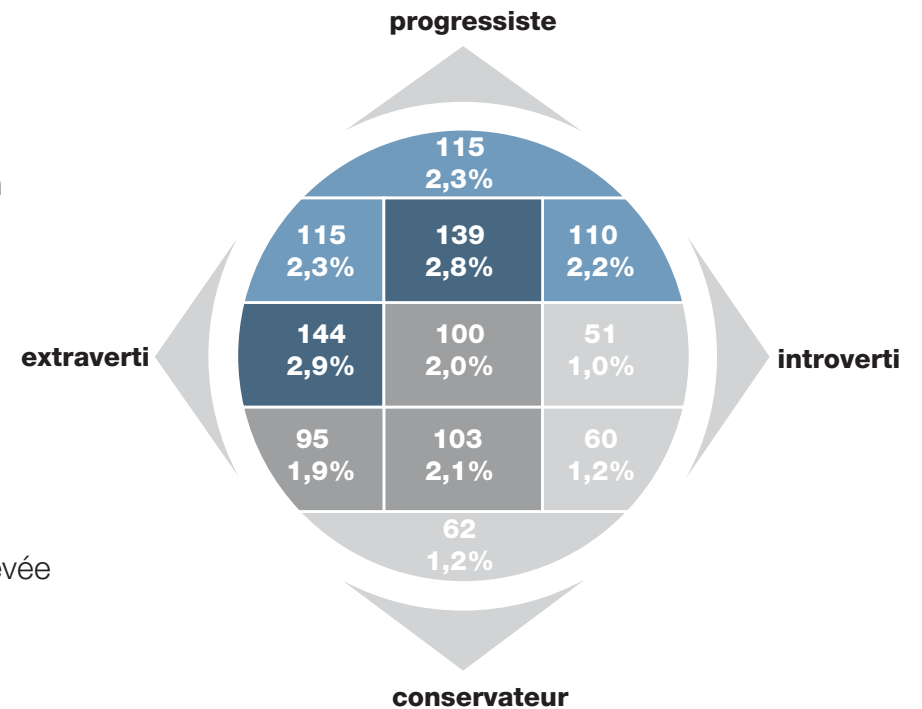 progressiste
115
2,3%
115 139 110
2,3% 2,8% 2,2%
144 100 51
2,9% 2,0% 1,0%
extraverti introverti
95 103 60
1,9% 2,1% 1,2%
62
1,2%
conservateur